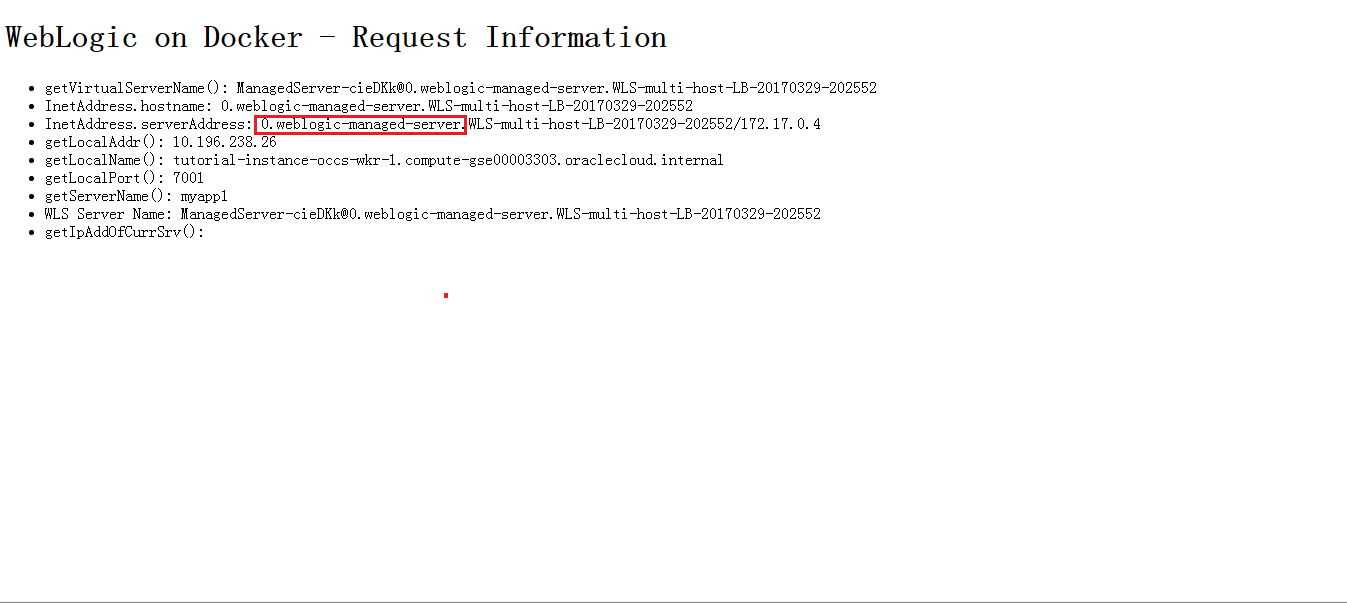 WebLogic on Docker - Request Information
• getVirtualServerName(): ManagedServer-cieDKk@0.weblogic-managed-server.WLS-multi-host-LB-20170329-202552
• InetAddress.hostname: 0.weblogic-managed-server.WLS-multi-host-LB-20170329-202552
• InetAddress.serverAddress: 0.weblogic-managed-server.WLS-multi-host-LB-20170329-202552/172.17.0.4
• getLocalAddr(): 10.196.238.26
• getLocalName(): tutorial-instance-occs-wkr-1.compute-gse00003303.oraclecloud.internal
• getLocalPort(): 7001
• getServerName(): myapp1
• WLS Server Name: ManagedServer-cieDKk@0.weblogic-managed-server.WLS-multi-host-LB-20170329-202552
• getIpAddOfCurrSrv():